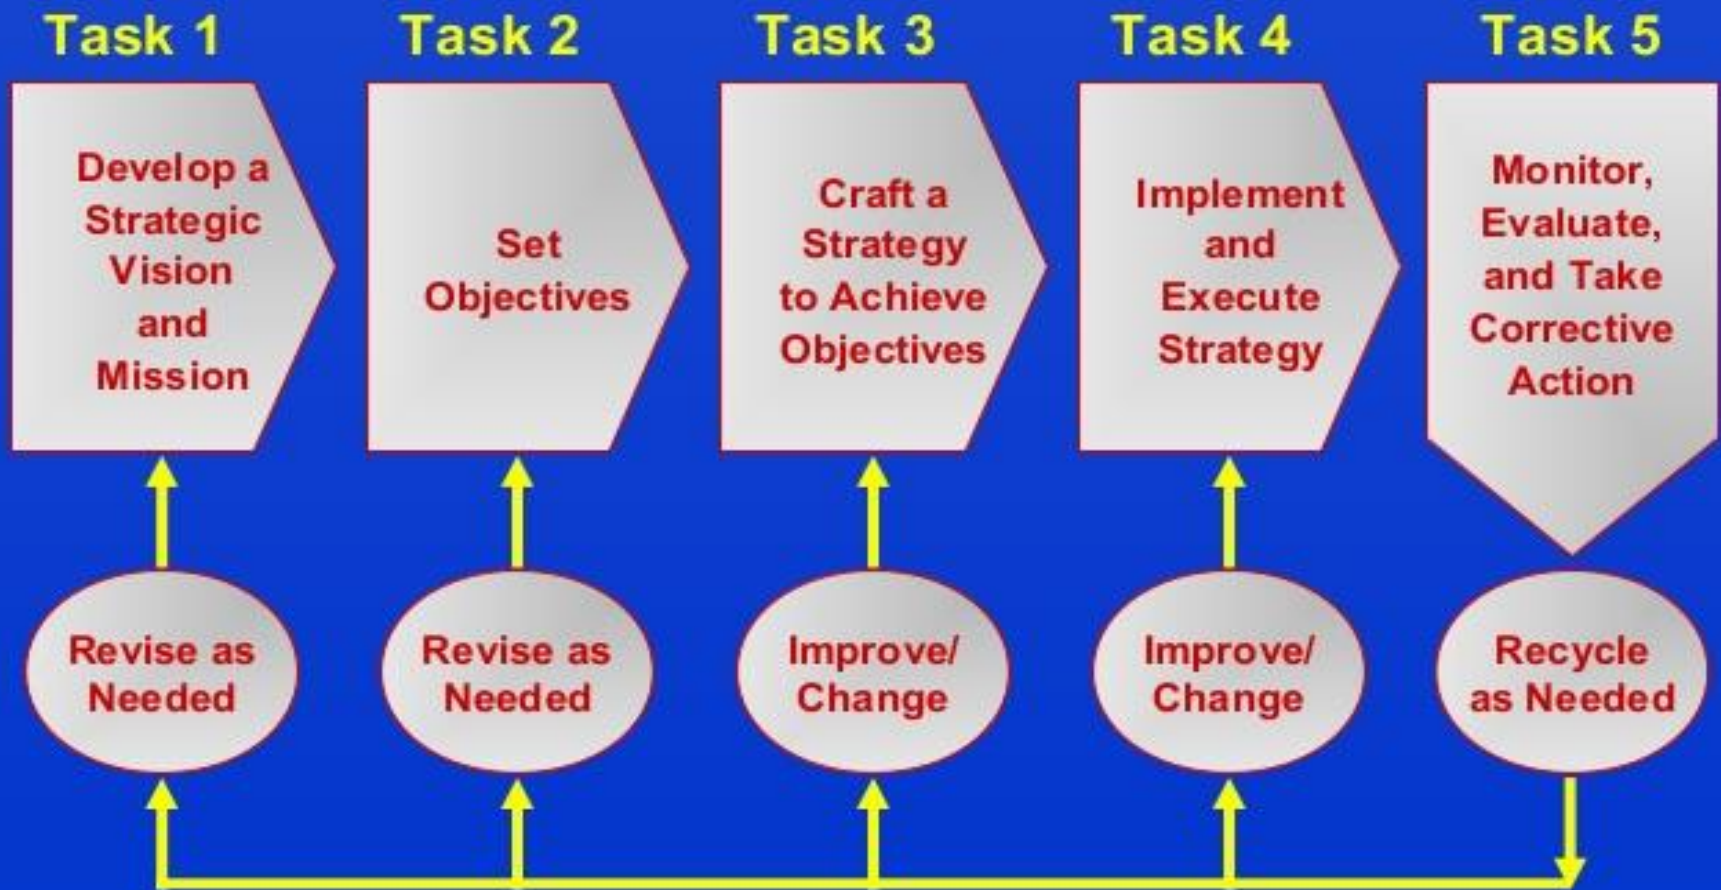 Task 1
Task 2
Task 3
Task 4
Task 5
Develop a
Strategic
Vision
and
Mission
Set
Objectives
Craft a
Strategy
to Achieve
Objectives
Implement
and
Execute
Strategy
Monitor,
Evaluate,
and Take
Corrective
Action
Revise as
Needed
Revise as
Needed
Improve/
Change
Improve/
Change
Recycle
as Needed